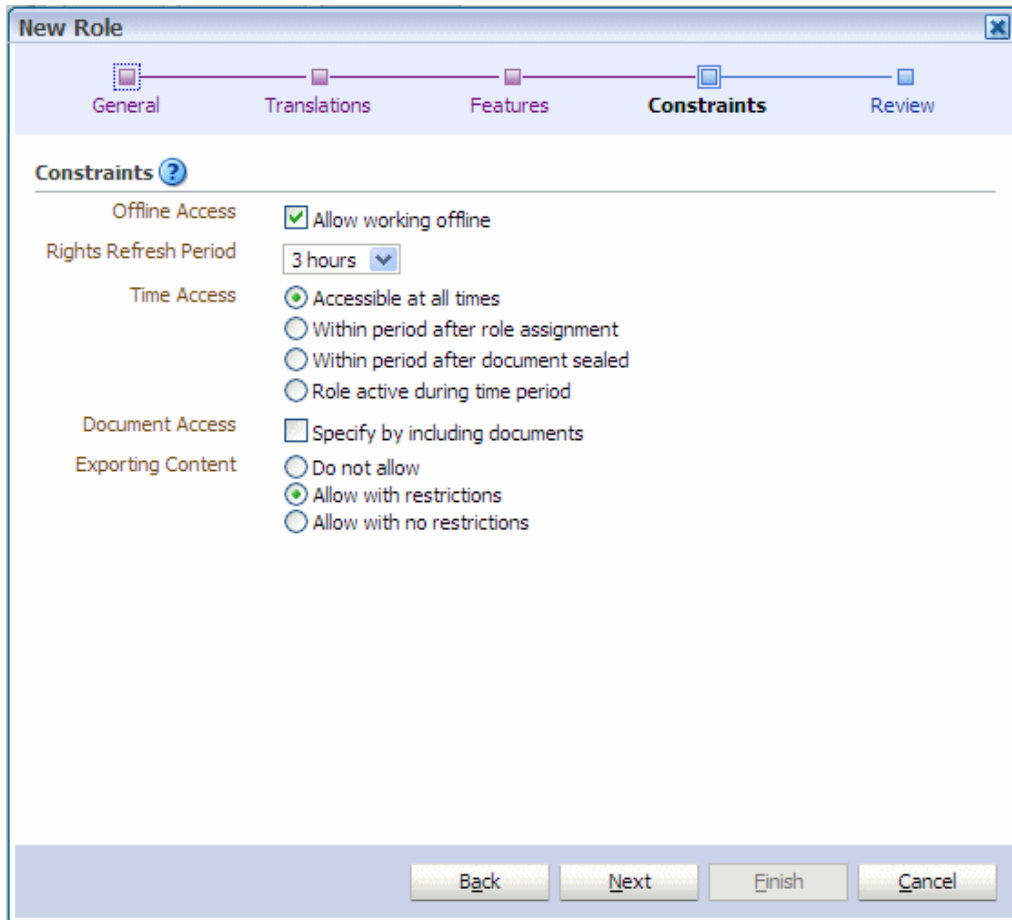 New Role
General Translations Features Constraints Review
Constraints ?
Offline Access Allow working offline
Rights Refresh Period 3 hours
Time Access Accessible at all times
Within period after role assignment
Within period after document sealed
Role active during time period
Document Access Specify by including documents
Exporting Content Do not allow
Allow with restrictions
Allow with no restrictions
Back Next Finish Cancel